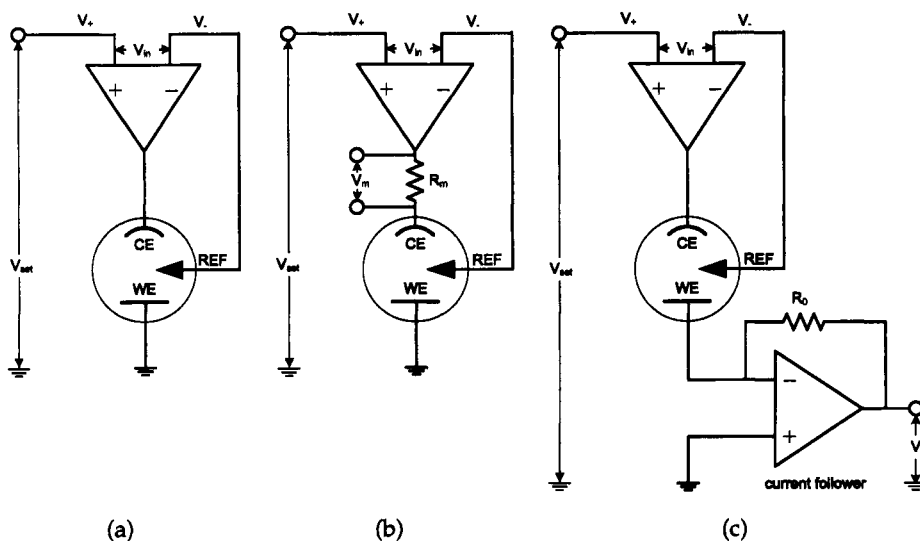 V+ V-
Vin
+ −
CE
REF
WE
Vset
(a)
V+ V-
Vin
+ −
Vm Rm
CE
REF
WE
Vset
(b)
V+ V-
Vin
+ −
CE
REF
WE
Vset
R0
−
+
V
current follower
(c)